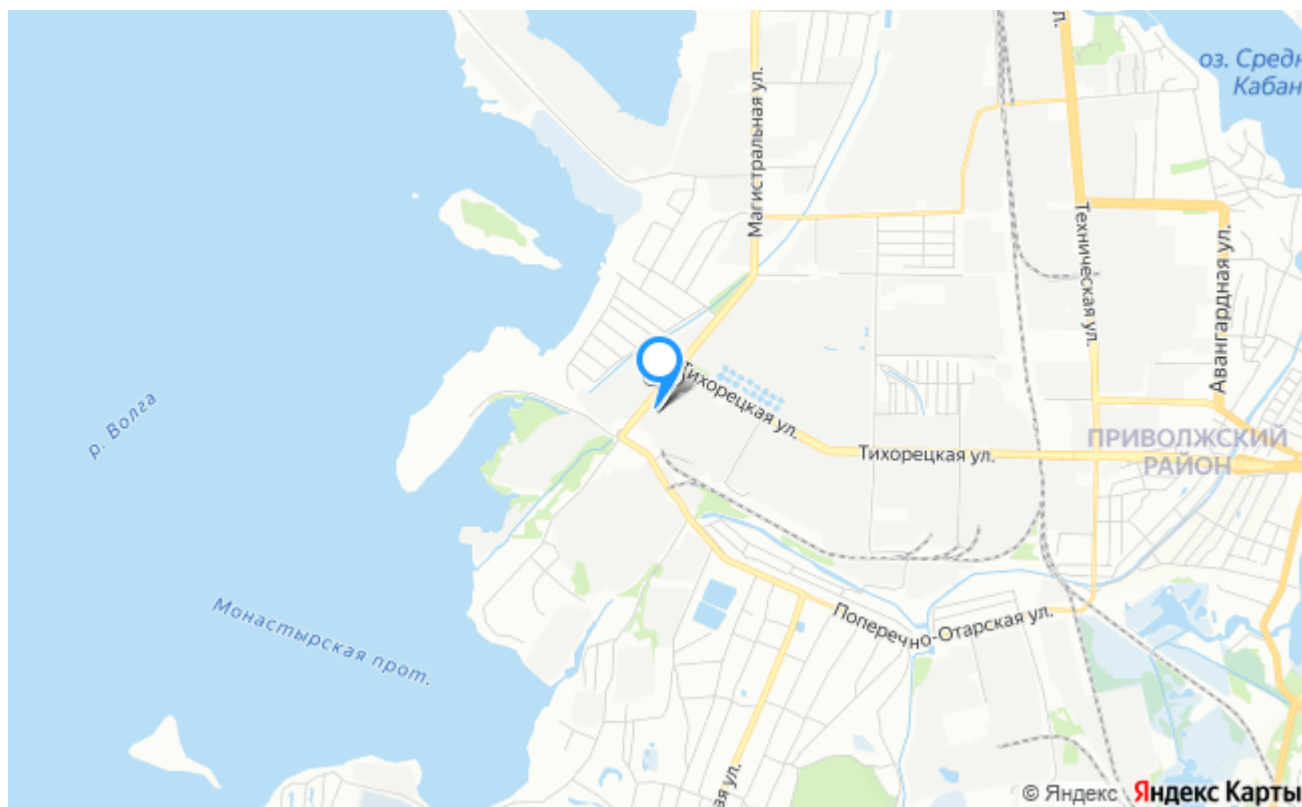 л.
оз. Средн
Кабан
Магистральная ул.
Техническая ул.
Авангардная ул.
Тихорецкая ул.
р. Волга
ПРИВОЛЖСКИЙ
РАЙОН
Тихорецкая ул.
Монастырская прот.
Поперечно-Отарская ул.
ая ул.
© Яндекс Яндекс Карты